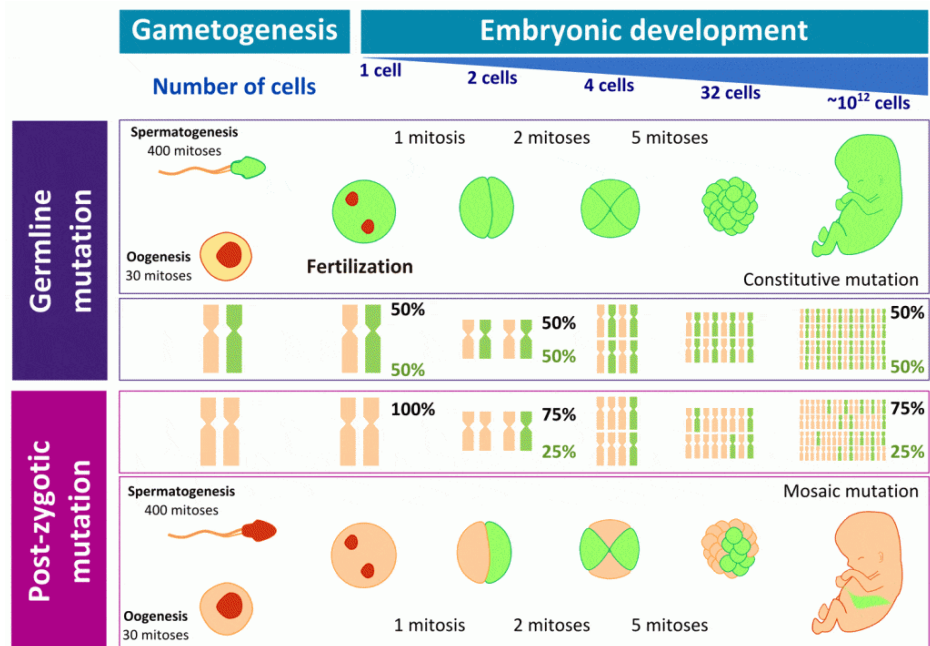 Gametogenesis
Embryonic development
Number of cells
1 cell
2 cells
4 cells
32 cells
~10¹² cells
Germline
mutation
Spermatogenesis
400 mitoses
1 mitosis
2 mitoses
5 mitoses
Oogenesis
30 mitoses
Fertilization
Constitutive mutation
50%
50%
50%
50%
50%
50%
Post-zygotic
mutation
100%
75%
25%
75%
25%
Mosaic mutation
Spermatogenesis
400 mitoses
Oogenesis
30 mitoses
1 mitosis
2 mitoses
5 mitoses